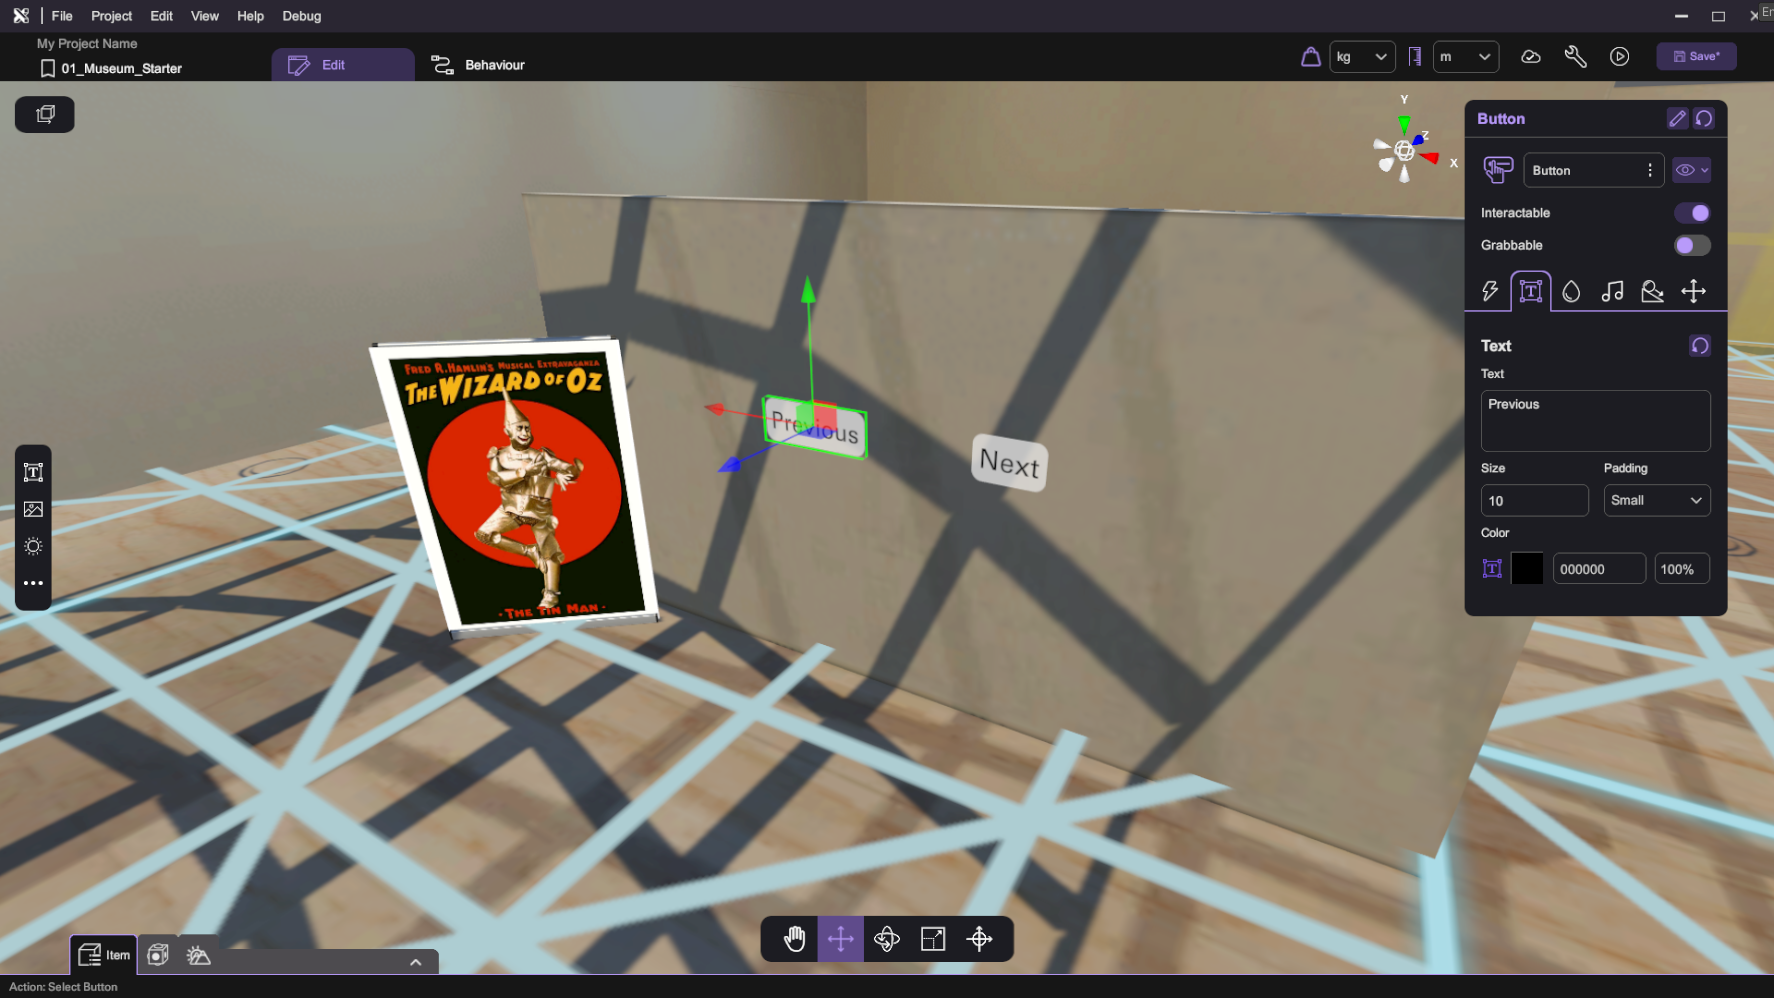 File Project Edit View Help Debug
En
My Project Name
01_Museum_Starter
Edit
Behaviour
kg
m
Save*
Y
Z
X
Button
Button
Interactable
Grabbable
Text
Text
Previous
Size
Padding
10
Small
Color
000000
100%
FRED R. HAMLIN'S MUSICAL EXTRAVAGANZA
THE WIZARD OF OZ
· THE TIN MAN ·
Previous
Next
Item
Action: Select Button